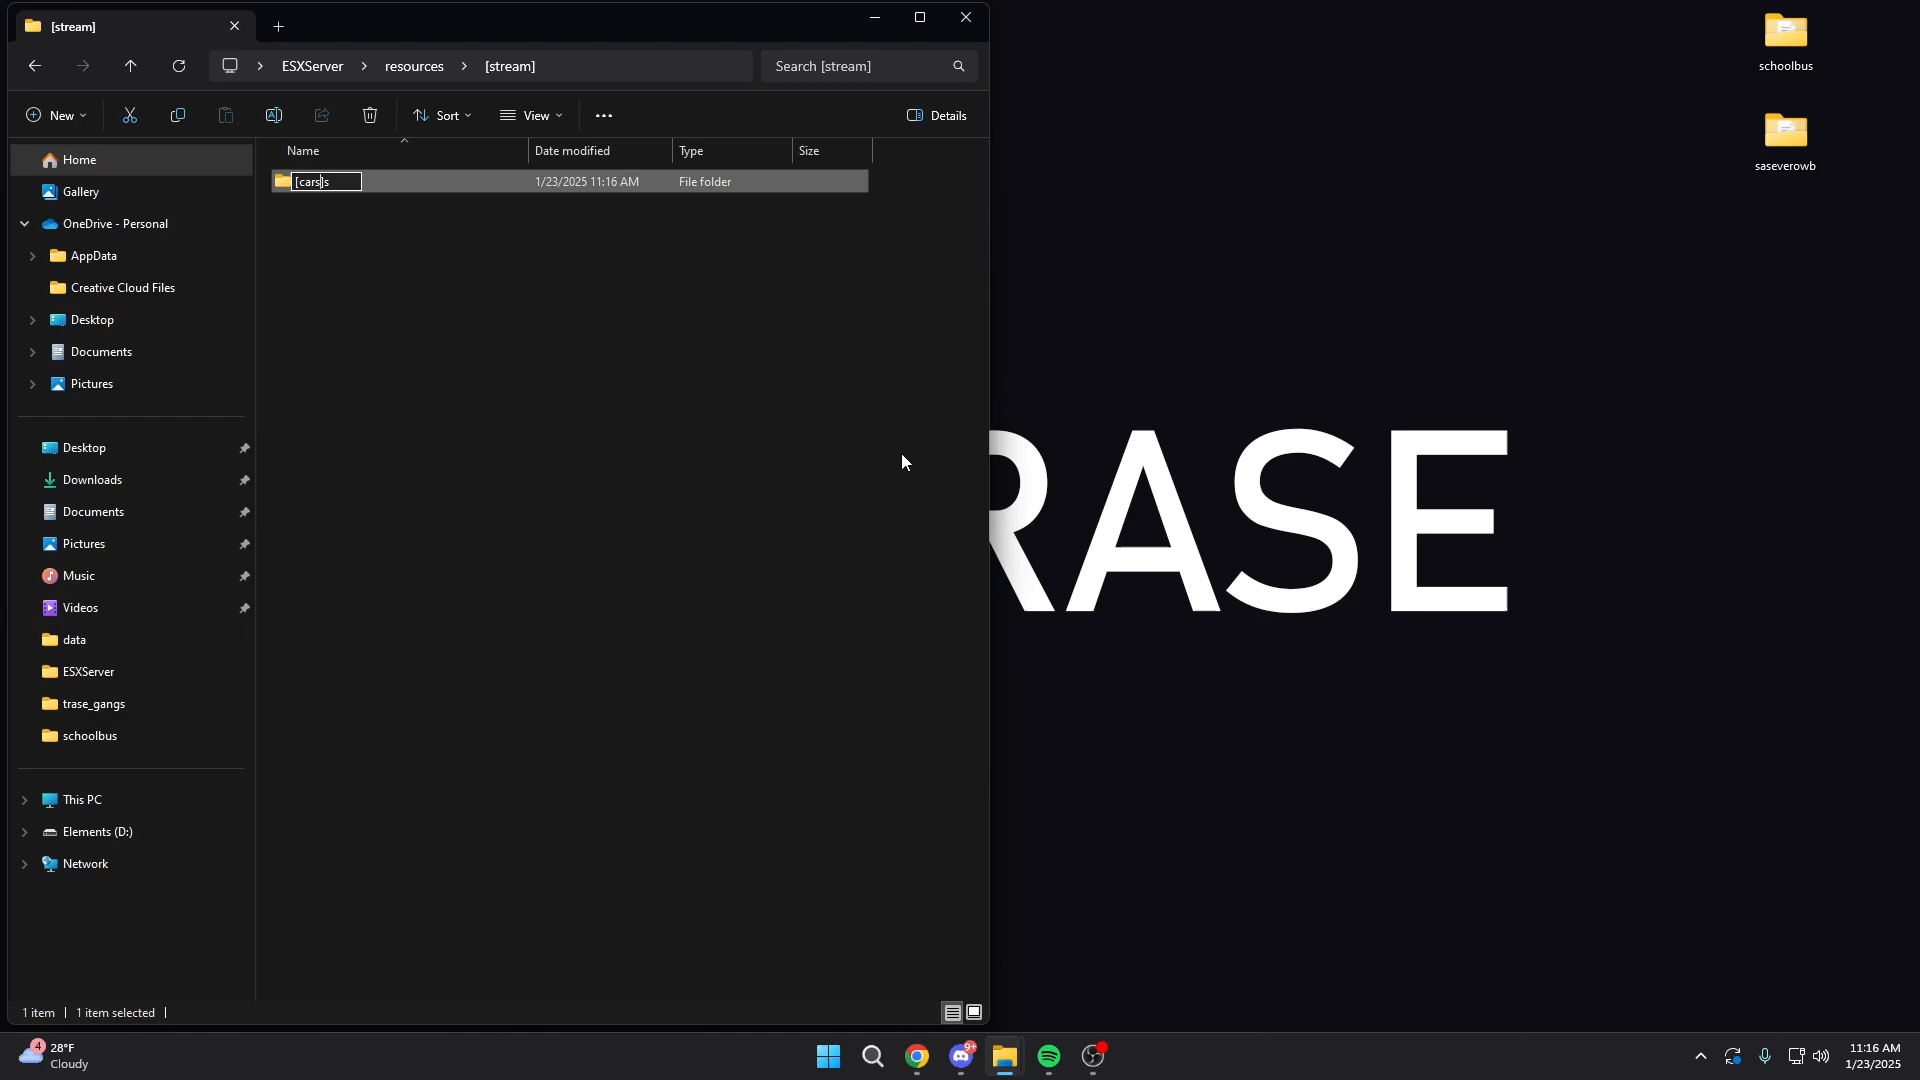 [stream]
schoolbus
ESXServer
resources
[stream]
Search [stream]
New
Sort
View
Details
saseverowb
Name
Date modified
Type
Size
[cars]s
1/23/2025 11:16 AM
File folder
Home
Gallery
OneDrive - Personal
AppData
Creative Cloud Files
Desktop
Documents
Pictures
Desktop
Downloads
Documents
Pictures
Music
Videos
data
ESXServer
trase_gangs
schoolbus
This PC
Elements (D:)
Network
RASE
1 item
1 item selected
4
28°F
Cloudy
9+
11:16 AM
1/23/2025